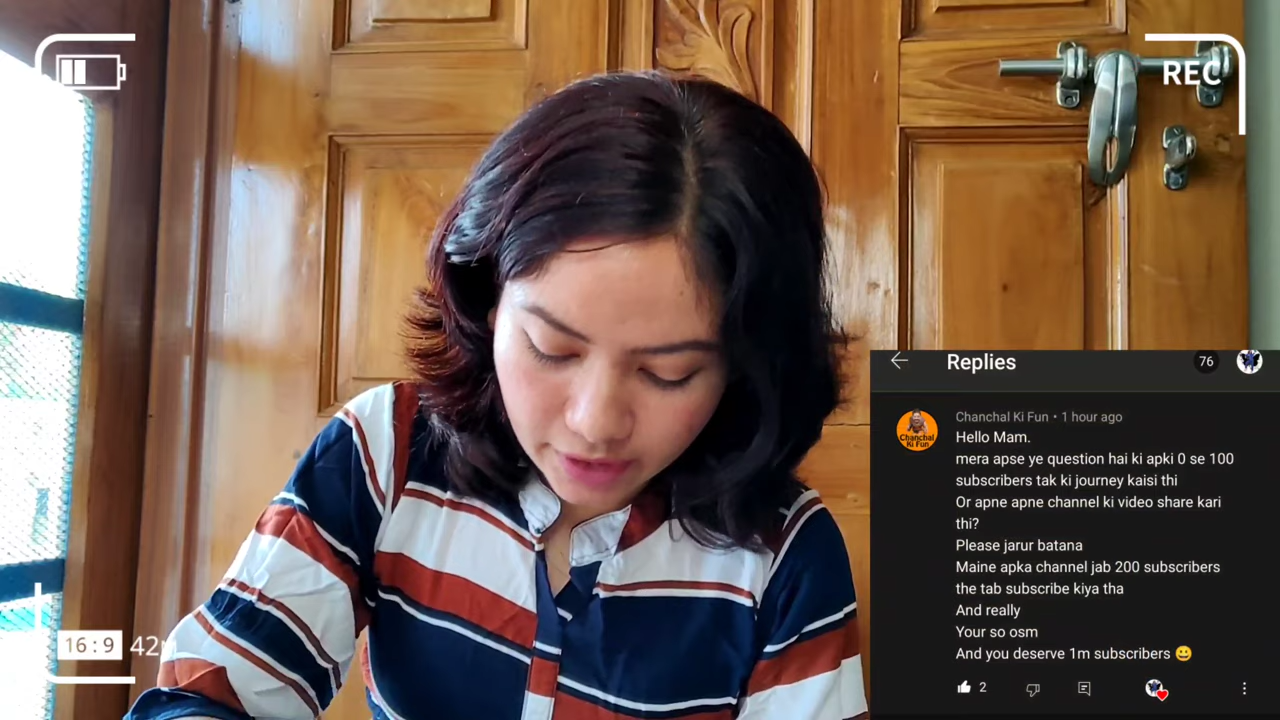 REC
16:9 42
Replies 76
Chanchal Ki Fun • 1 hour ago
Hello Mam.
mera apse ye question hai ki apki 0 se 100
subscribers tak ki journey kaisi thi
Or apne apne channel ki video share kari
thi?
Please jarur batana
Maine apka channel jab 200 subscribers
the tab subscribe kiya tha
And really
Your so osm
And you deserve 1m subscribers 😀
2
Chanchal
Ki Fun